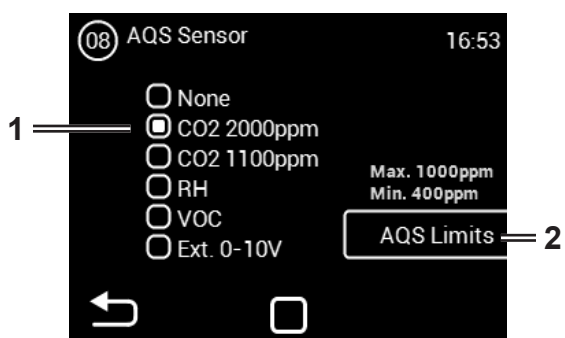 08 AQS Sensor 16:53
None
1 CO2 2000ppm
CO2 1100ppm
RH
VOC
Ext. 0-10V
Max. 1000ppm
Min. 400ppm
AQS Limits 2